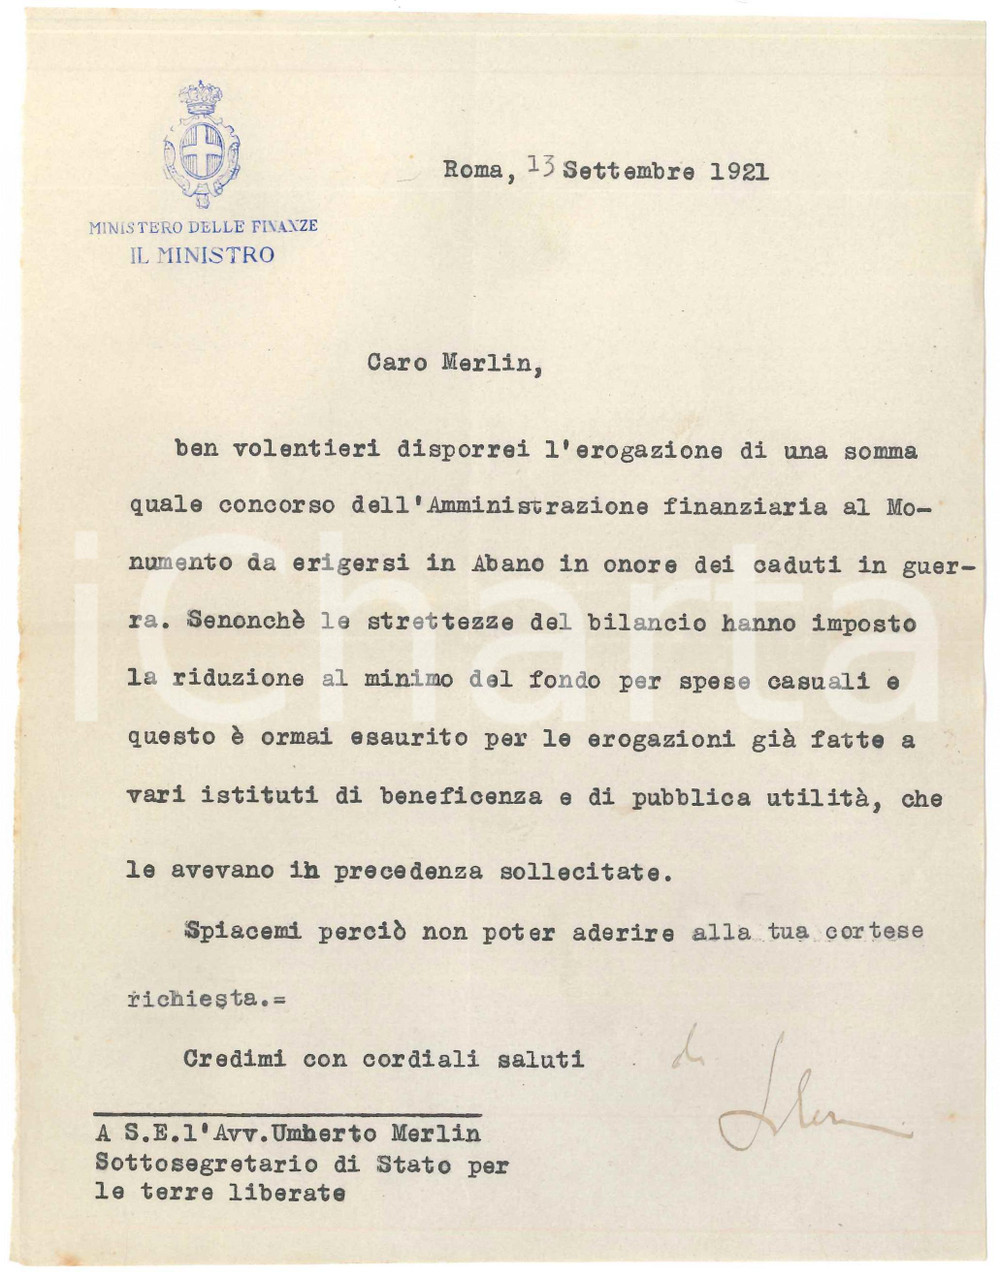 Roma, 13 Settembre 1921
MINISTERO DELLE FINANZE
IL MINISTRO
Caro Merlin,
ben volentieri disporrei l'erogazione di una somma
quale concorso dell'Amministrazione finanziaria al Mo-
numento da erigersi in Abano in onore dei caduti in guer-
ra. Senonchè le strettezze del bilancio hanno imposto
la riduzione al minimo del fondo per spese casuali e
questo è ormai esaurito per le erogazioni già fatte a
vari istituti di beneficenza e di pubblica utilità, che
le avevano in precedenza sollecitate.
Spiacemi perciò non poter aderire alla tua cortese
richiesta.=
Credimi con cordiali saluti
A S.E.l'Avv.Umberto Merlin
Sottosegretario di Stato per
le terre liberate
iCharta